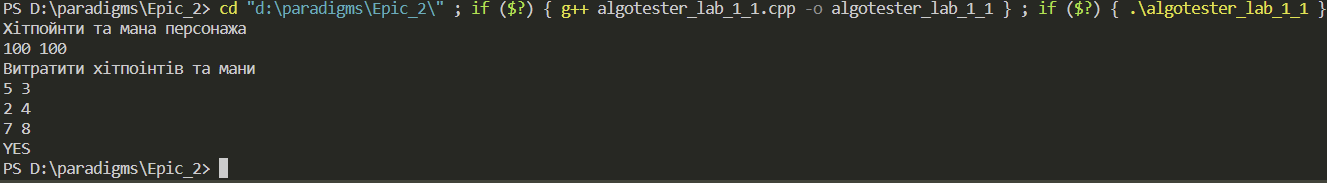 PS D:\paradigms\Epic_2> cd "d:\paradigms\Epic_2\" ; if ($?) { g++ algotester_lab_1_1.cpp -o algotester_lab_1_1 } ; if ($?) { .\algotester_lab_1_1 }
Хітпойнти та мана персонажа
100 100
Витратити хітпоінтів та мани
5 3
2 4
7 8
YES
PS D:\paradigms\Epic_2>